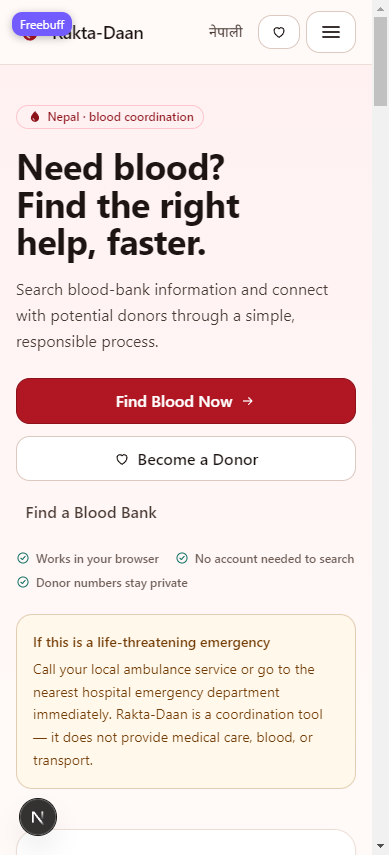 Freebuff
Rakta-Daan
नेपाली
Nepal · blood coordination
Need blood?
Find the right
help, faster.
Search blood-bank information and connect
with potential donors through a simple,
responsible process.
Find Blood Now →
Become a Donor
Find a Blood Bank
Works in your browser
No account needed to search
Donor numbers stay private
If this is a life-threatening emergency
Call your local ambulance service or go to the
nearest hospital emergency department
immediately. Rakta-Daan is a coordination tool
— it does not provide medical care, blood, or
transport.
N